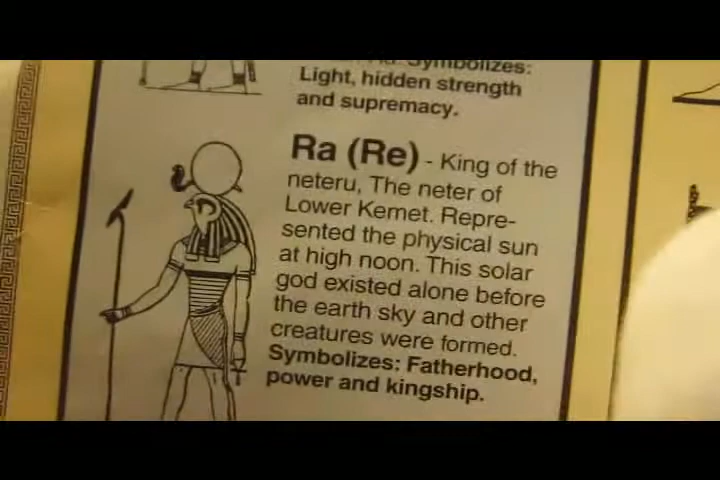 Symbolizes:
Light, hidden strength
and supremacy.
Ra (Re) - King of the
neteru, The neter of
Lower Kemet. Repre-
sented the physical sun
at high noon. This solar
god existed alone before
the earth sky and other
creatures were formed.
Symbolizes: Fatherhood,
power and kingship.